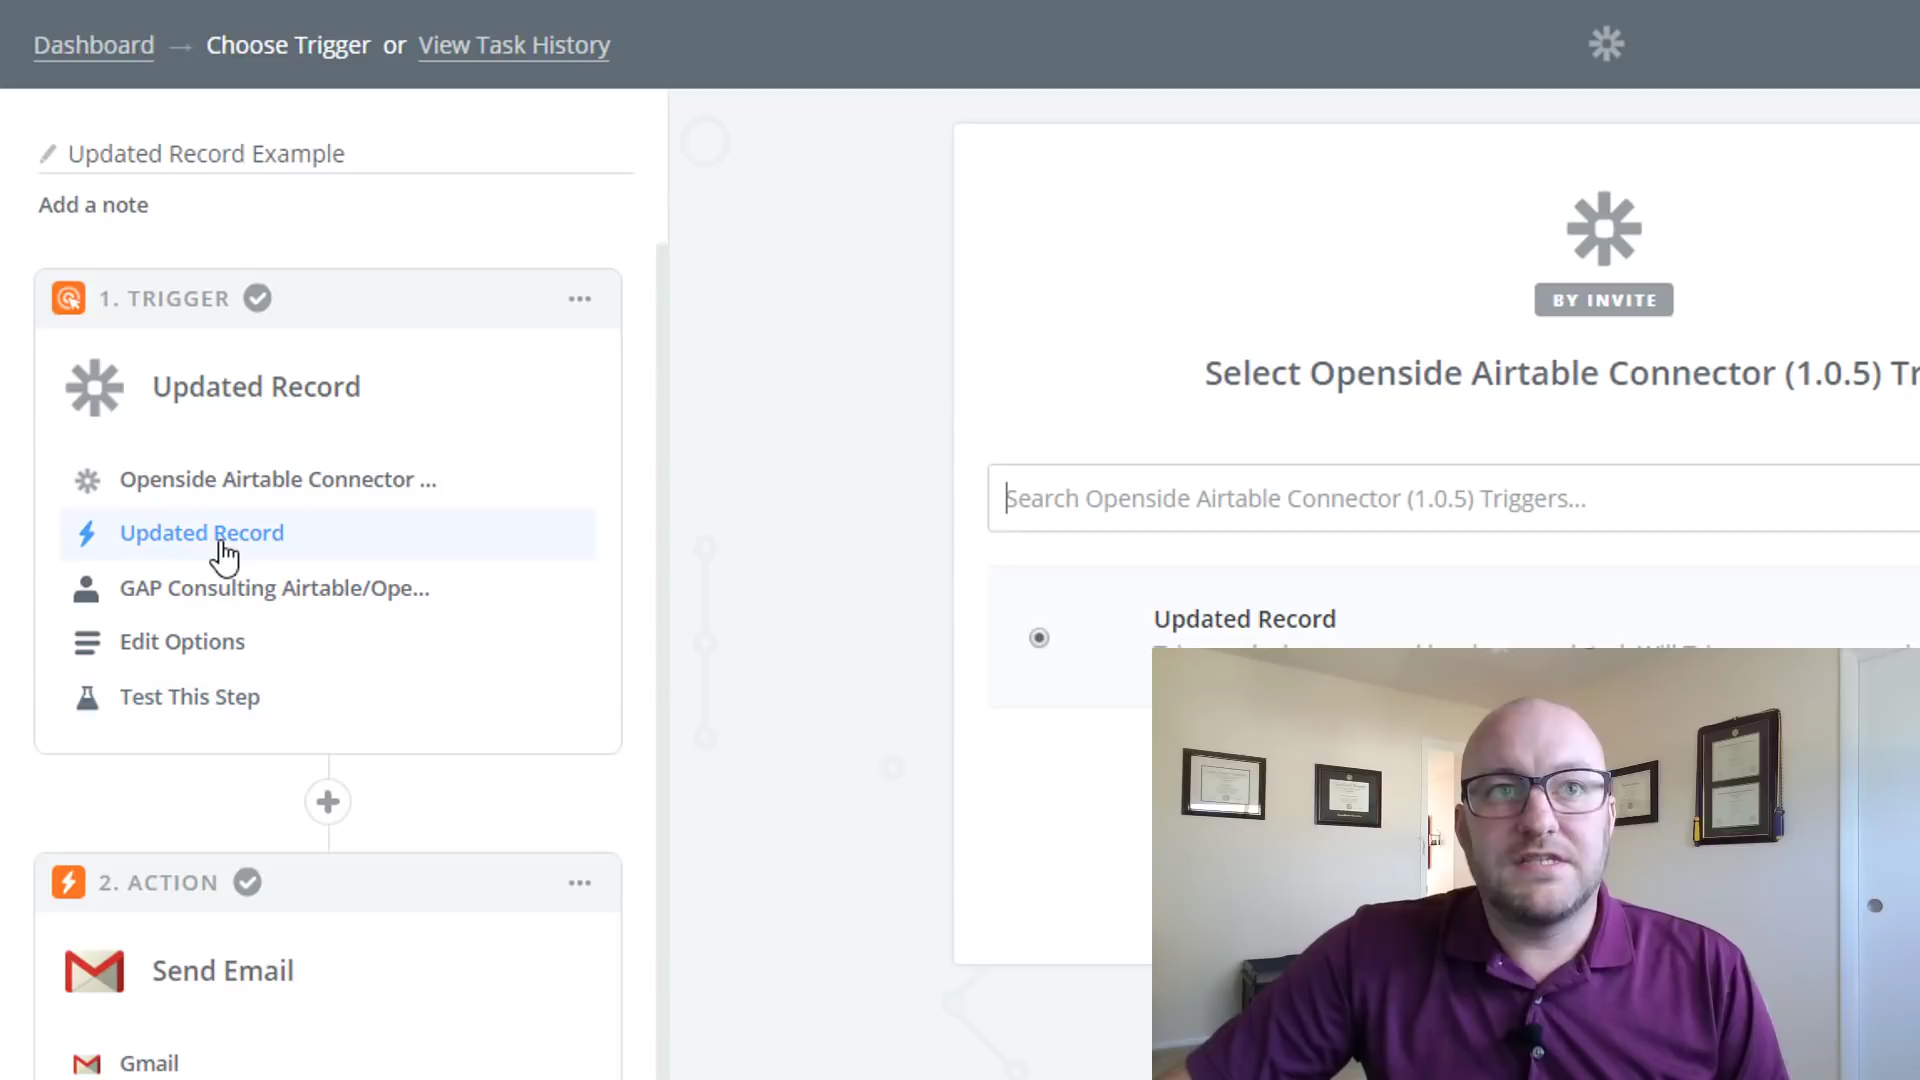 Dashboard → Choose Trigger or View Task History
Updated Record Example
Add a note
1. TRIGGER
Updated Record
Openside Airtable Connector ...
Updated Record
GAP Consulting Airtable/Ope...
Edit Options
Test This Step
2. ACTION
Send Email
Gmail
BY INVITE
Select Openside Airtable Connector (1.0.5) Tr
Search Openside Airtable Connector (1.0.5) Triggers...
Updated Record